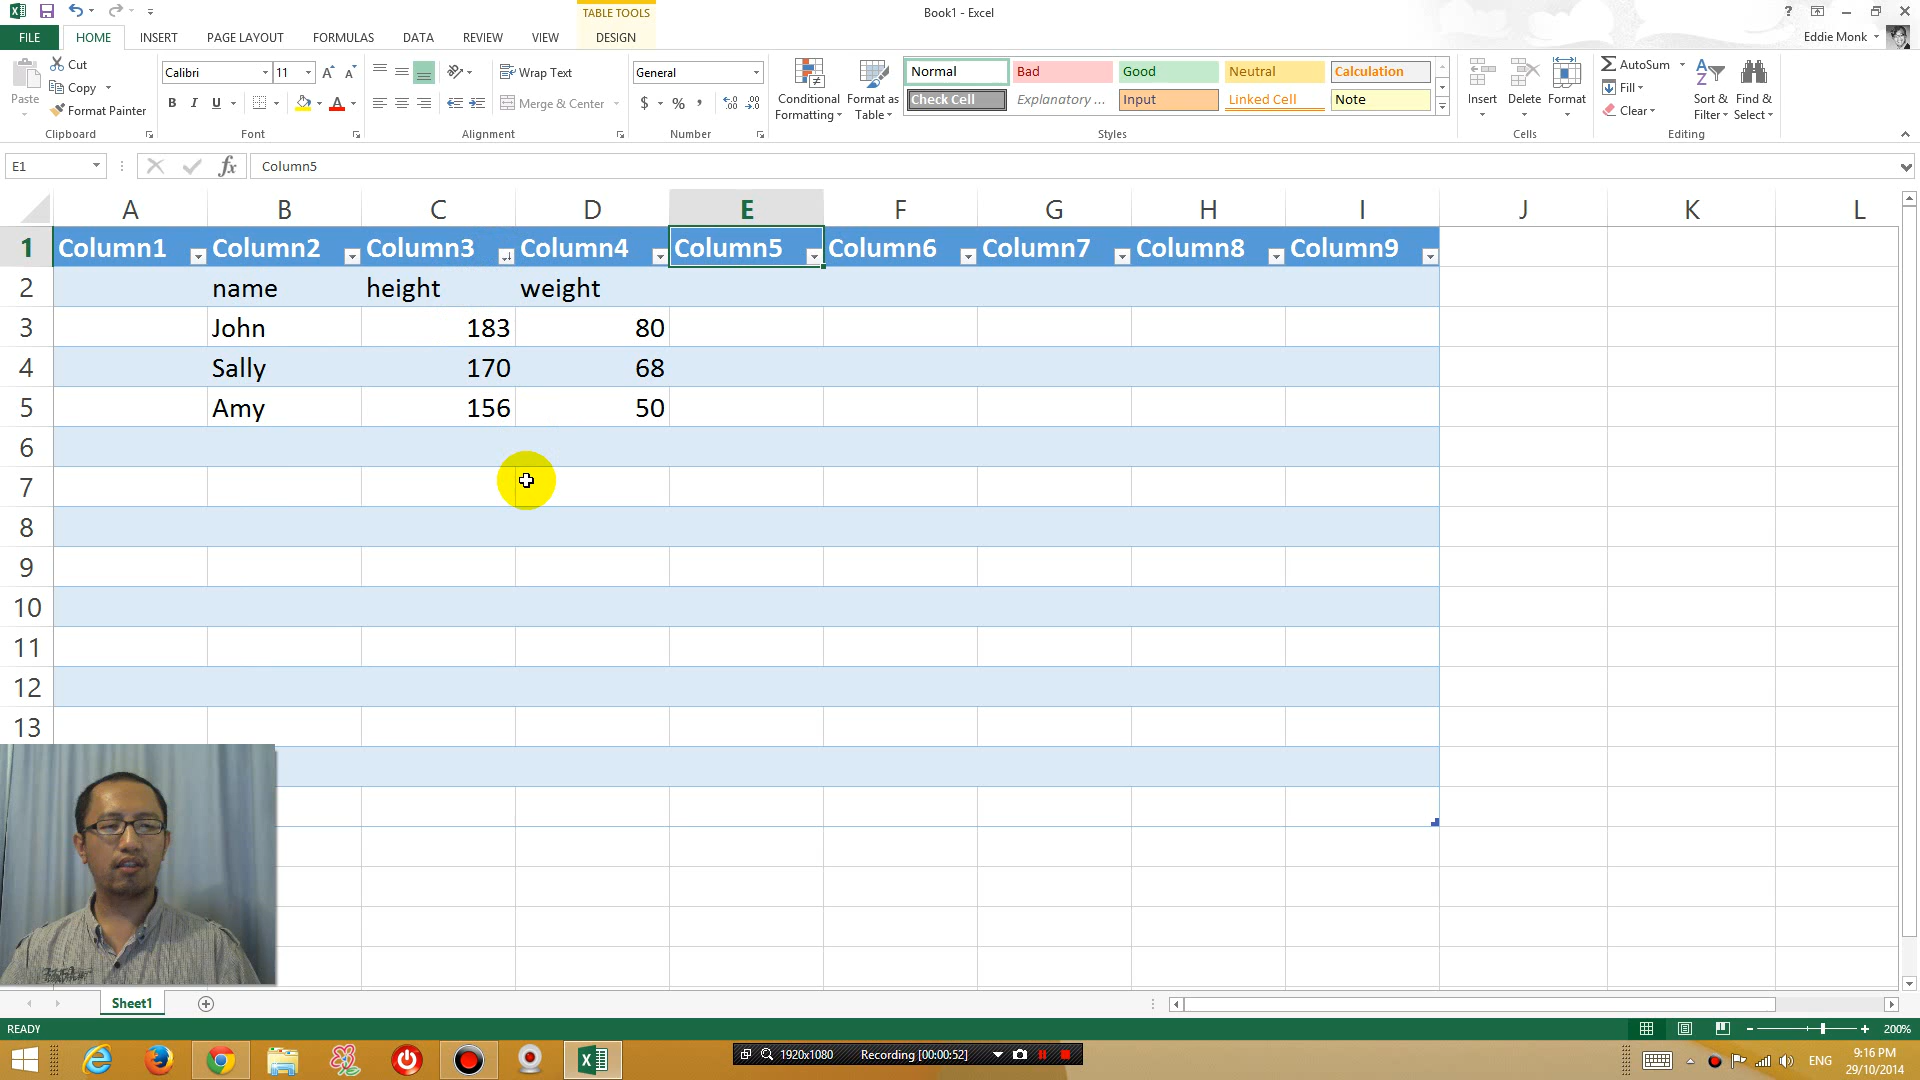 TABLE TOOLS
Book1 - Excel
FILE HOME INSERT PAGE LAYOUT FORMULAS DATA REVIEW VIEW DESIGN Eddie Monk
Paste
Cut
Copy
Format Painter
Clipboard
Calibri 11
B I U
Font
Wrap Text
Merge & Center
Alignment
General
$ % ,
Number
Conditional Formatting
Format as Table
Normal Bad Good Neutral Calculation
Check Cell Explanatory ... Input Linked Cell Note
Styles
Insert Delete Format
Cells
AutoSum
Fill
Clear
Sort & Filter
Find & Select
Editing
E1 fx Column5
A B C D E F G H I J K L
1 Column1 Column2 Column3 Column4 Column5 Column6 Column7 Column8 Column9
2 name height weight
3 John 183 80
4 Sally 170 68
5 Amy 156 50
6
7
8
9
10
11
12
13
Sheet1
READY 200%
1920x1080 Recording [00:00:52]
ENG
9:16 PM
29/10/2014